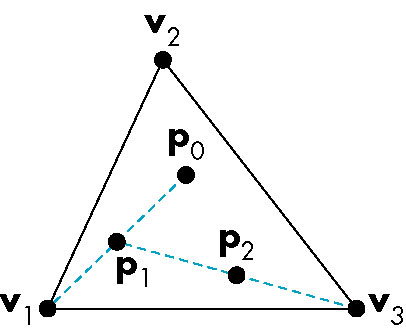 v₂
p₀
p₁
p₂
v₁
v₃